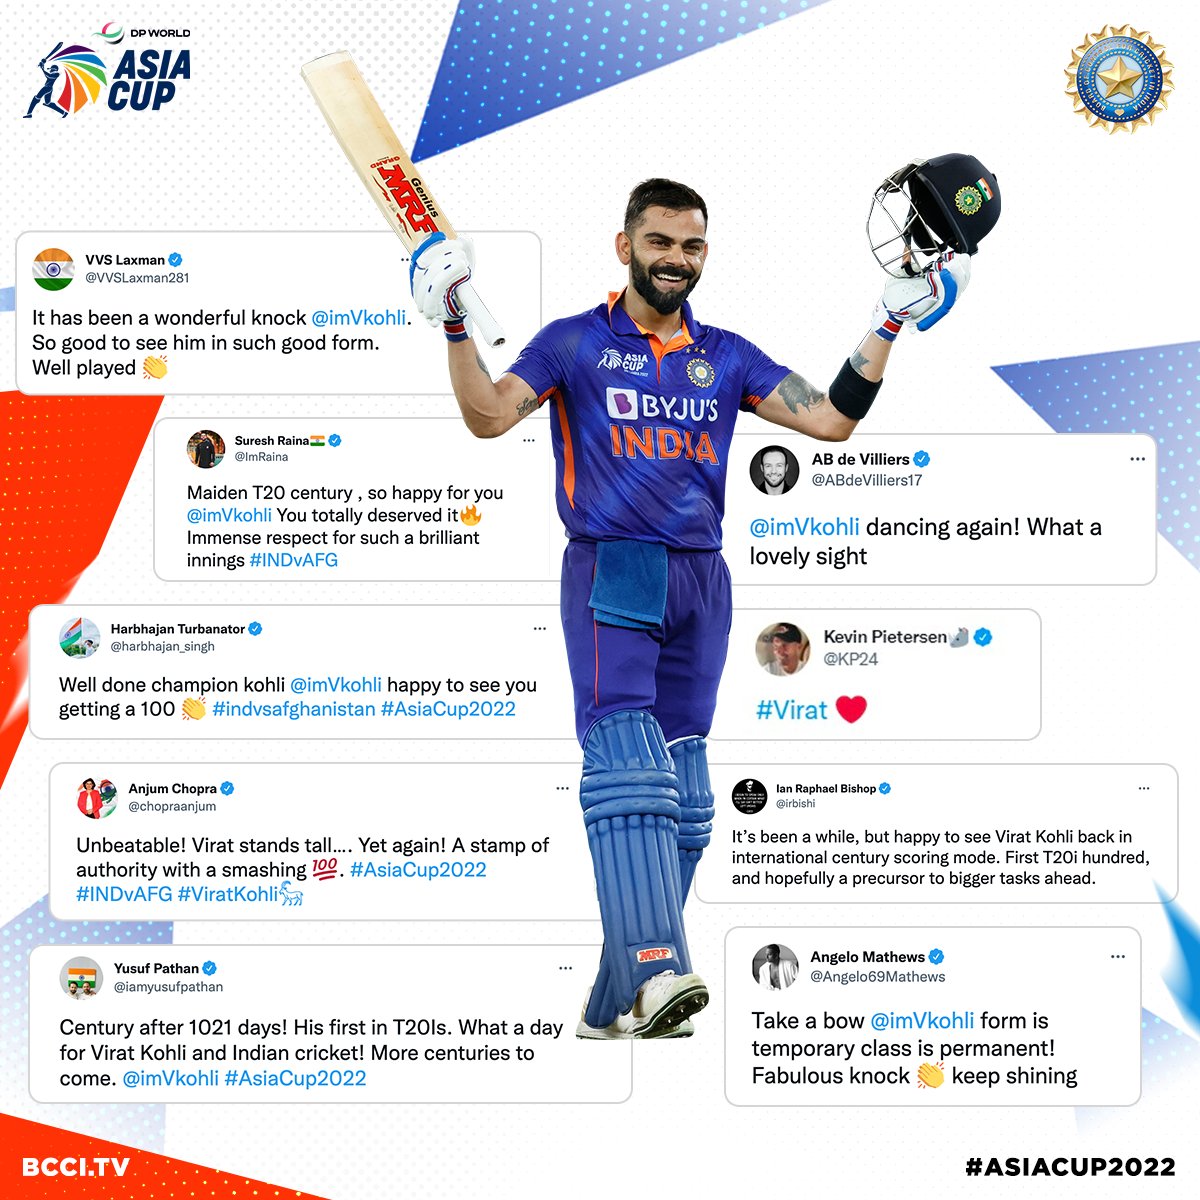 DP WORLD
ASIA
CUP
BOARD OF CONTROL FOR CRICKET IN INDIA
GRAND
MRF
Genius
VVS Laxman
@VVSLaxman281
It has been a wonderful knock @imVkohli.
So good to see him in such good form.
Well played 👏
ASIA
CUP
BYJU'S
INDIA
Suresh Raina🇮🇳
@ImRaina
Maiden T20 century , so happy for you
@imVkohli You totally deserved it🔥
Immense respect for such a brilliant
innings #INDvAFG
AB de Villiers
@ABdeVilliers17
@imVkohli dancing again! What a
lovely sight
Harbhajan Turbanator
@harbhajan_singh
Well done champion kohli @imVkohli happy to see you
getting a 100 👏 #indvsafghanistan #AsiaCup2022
Kevin Pietersen🦏
@KP24
#Virat ❤️
Anjum Chopra
@chopraanjum
Unbeatable! Virat stands tall.... Yet again! A stamp of
authority with a smashing 💯. #AsiaCup2022
#INDvAFG #ViratKohli🐐
Ian Raphael Bishop
@irbishi
It's been a while, but happy to see Virat Kohli back in
international century scoring mode. First T20i hundred,
and hopefully a precursor to bigger tasks ahead.
Yusuf Pathan
@iamyusufpathan
Century after 1021 days! His first in T20Is. What a day
for Virat Kohli and Indian cricket! More centuries to
come. @imVkohli #AsiaCup2022
MRF
Angelo Mathews
@Angelo69Mathews
Take a bow @imVkohli form is
temporary class is permanent!
Fabulous knock 👏 keep shining
BCCI.TV
#ASIACUP2022